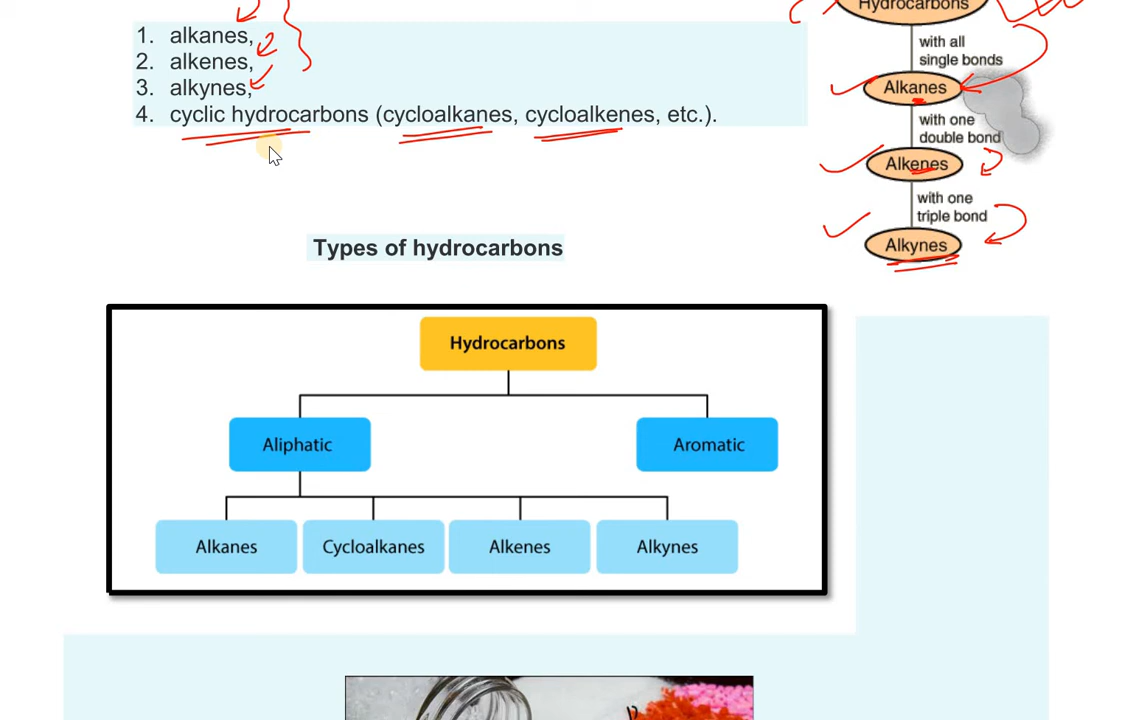 Hydrocarbons
1. alkanes,
2. alkenes,
3. alkynes,
4. cyclic hydrocarbons (cycloalkanes, cycloalkenes, etc.).
with all
single bonds
Alkanes
with one
double bond
Alkenes
with one
triple bond
Alkynes
Types of hydrocarbons
Hydrocarbons
Aliphatic
Aromatic
Alkanes
Cycloalkanes
Alkenes
Alkynes